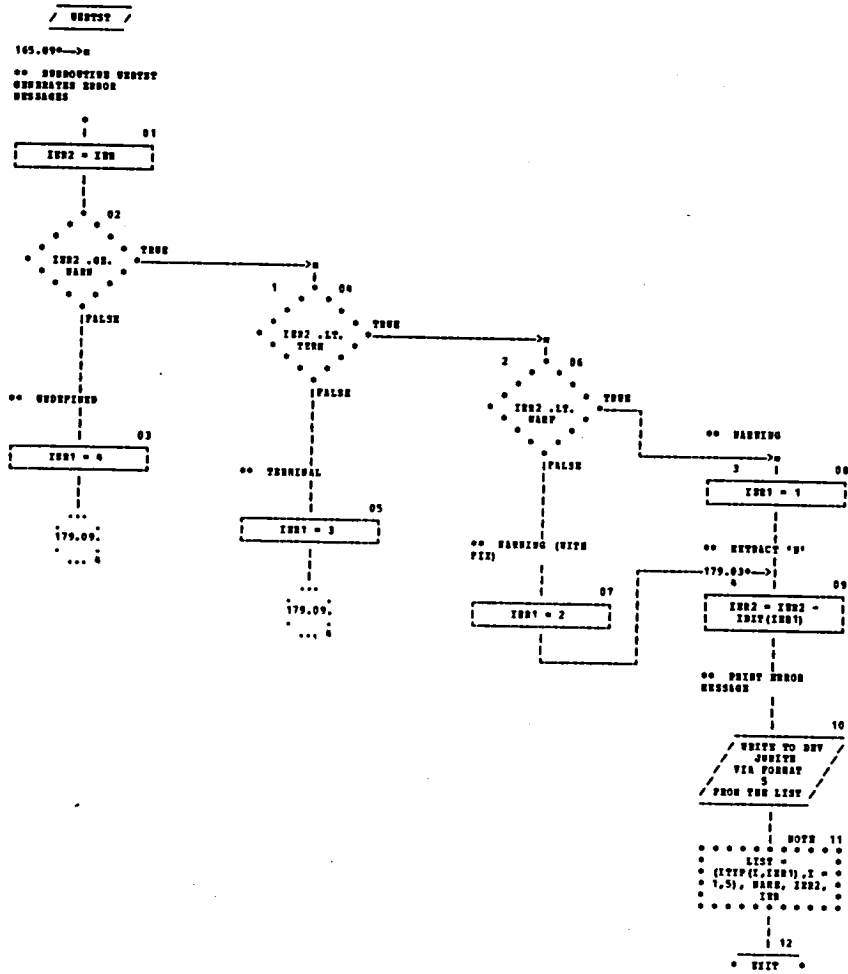 UERTST
165.09*-->*
** SUBROUTINE UERTST
GENERATES ERROR
MESSAGES
01
IER2 = IER
02
IER2 .GE.
WARN
TRUE
FALSE
** UNDEFINED
03
IER1 = 4
179.09.
4
1
04
IER2 .LT.
TERM
TRUE
FALSE
** TERMINAL
05
IER1 = 3
179.09.
4
2
06
IER2 .LT.
WARF
TRUE
FALSE
** WARNING (WITH
FIX)
07
IER1 = 2
** WARNING
3
08
IER1 = 1
** EXTRACT 'N'
179.03*-->
4
09
IER2 = IER2 -
IBIT(IER1)
** PRINT ERROR
MESSAGE
10
WRITE TO DEV
VIA FORMAT
5
FROM THE LIST
NOTE 11
LIST =
(ITYP(I,IER1),I =
1,5), NAME, IER2,
IER
12
EXIT